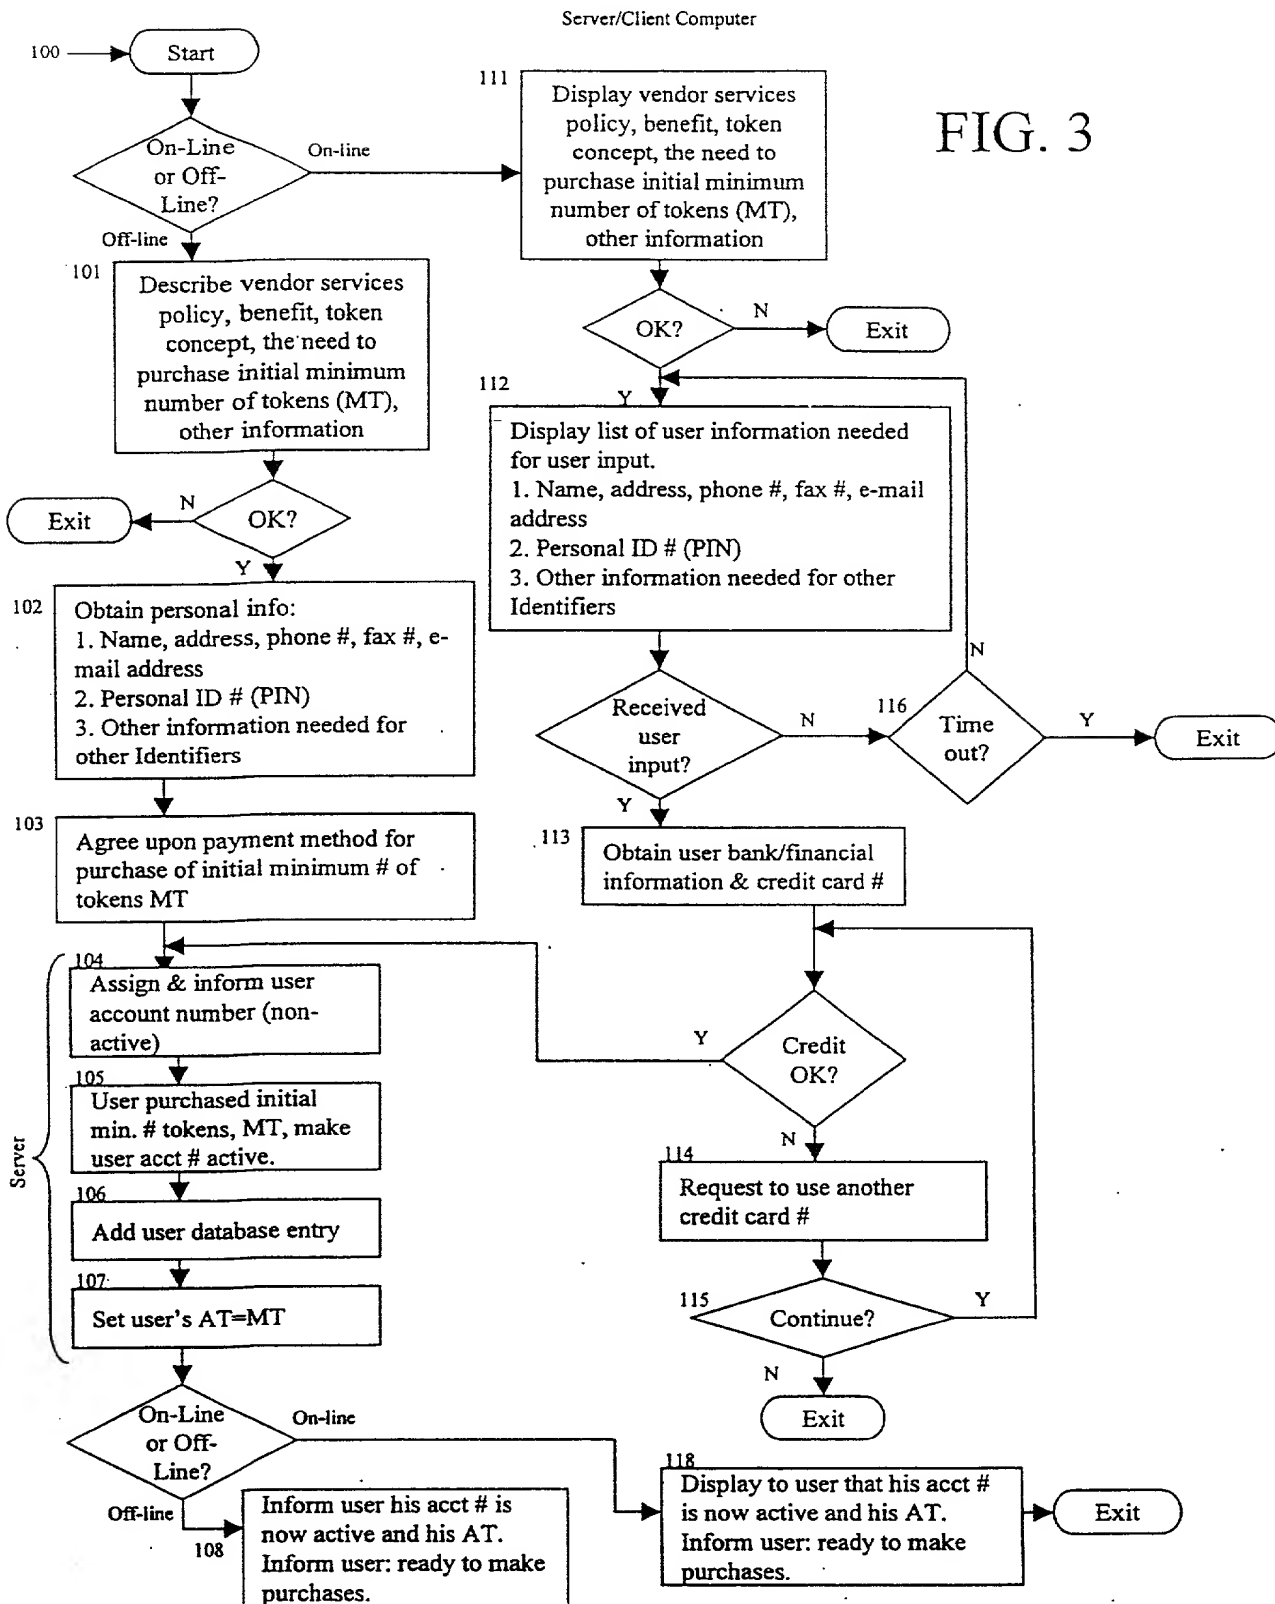 Server/Client Computer
FIG. 3
100
Start
On-Line
or Off-
Line?
On-line
Off-line
111
Display vendor services
policy, benefit, token
concept, the need to
purchase initial minimum
number of tokens (MT),
other information
OK?
N
Exit
Y
101
Describe vendor services
policy, benefit, token
concept, the need to
purchase initial minimum
number of tokens (MT),
other information
OK?
N
Exit
Y
112
Display list of user information needed
for user input.
1. Name, address, phone #, fax #, e-mail
address
2. Personal ID # (PIN)
3. Other information needed for other
Identifiers
102
Obtain personal info:
1. Name, address, phone #, fax #, e-
mail address
2. Personal ID # (PIN)
3. Other information needed for
other Identifiers
Received
user
input?
N
Y
116
Time
out?
N
Y
Exit
103
Agree upon payment method for
purchase of initial minimum # of
tokens MT
113
Obtain user bank/financial
information & credit card #
Server
104
Assign & inform user
account number (non-
active)
Credit
OK?
Y
N
105
User purchased initial
min. # tokens, MT, make
user acct # active.
114
Request to use another
credit card #
106
Add user database entry
107
Set user's AT=MT
115
Continue?
Y
N
Exit
On-Line
or Off-
Line?
On-line
Off-line
108
Inform user his acct # is
now active and his AT.
Inform user: ready to make
purchases.
118
Display to user that his acct #
is now active and his AT.
Inform user: ready to make
purchases.
Exit